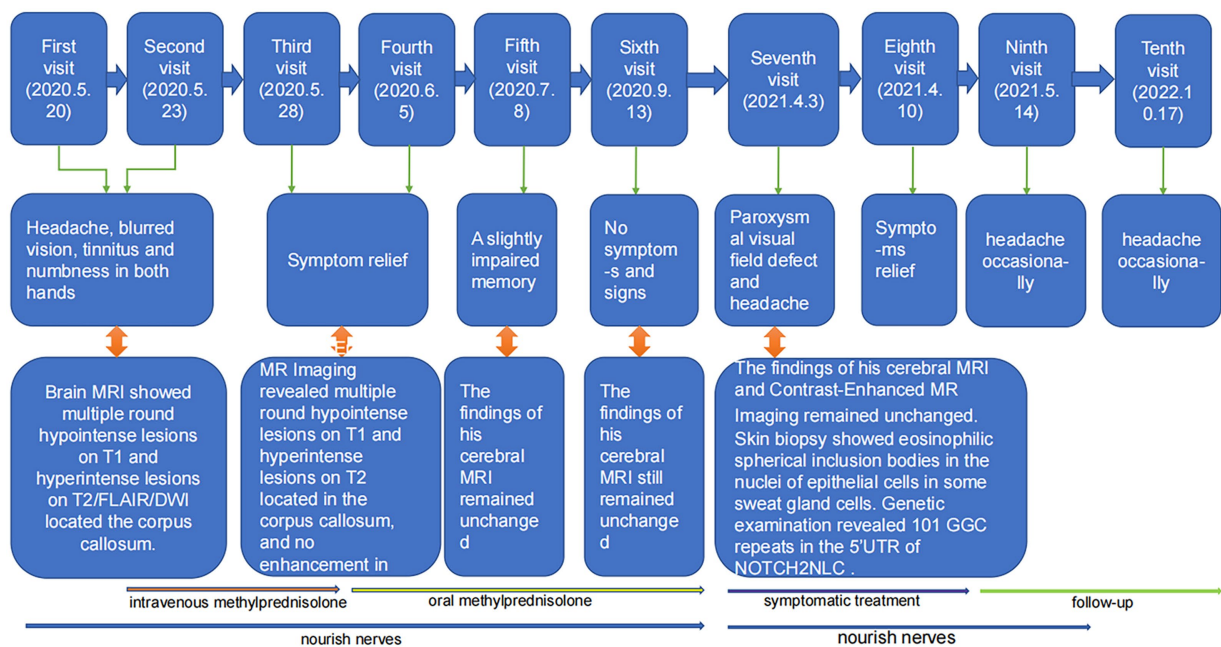 First
visit
(2020.5.
20)
Second
visit
(2020.5.
23)
Third
visit
(2020.5.
28)
Fourth
visit
(2020.6.
5)
Fifth
visit
(2020.7.
8)
Sixth
visit
(2020.9.
13)
Seventh
visit
(2021.4.3)
Eighth
visit
(2021.4.
10)
Ninth
visit
(2021.5.
14)
Tenth
visit
(2022.1
0.17)
Headache, blurred
vision, tinnitus and
numbness in both
hands
Symptom relief
A slightly
impaired
memory
No
symptom
-s and
signs
Paroxysm
al visual
field defect
and
headache
Sympto
-ms
relief
headache
occasiona-
lly
headache
occasiona-
lly
Brain MRI showed
multiple round
hypointense lesions
on T1 and
hyperintense lesions
on T2/FLAIR/DWI
located the corpus
callosum.
E
MR Imaging
revealed multiple
round hypointense
lesions on T1 and
hyperintense
lesions on T2
located in the
corpus callosum,
and no
enhancement in
The
findings of
his
cerebral
MRI
remained
unchange
d
The
findings of
his
cerebral
MRI still
remained
unchange
d
The findings of his cerebral MRI
and Contrast-Enhanced MR
Imaging remained unchanged.
Skin biopsy showed eosinophilic
spherical inclusion bodies in the
nuclei of epithelial cells in some
sweat gland cells. Genetic
examination revealed 101 GGC
repeats in the 5'UTR of
NOTCH2NLC .
intravenous methylprednisolone
oral methylprednisolone
symptomatic treatment
follow-up
nourish nerves
nourish nerves